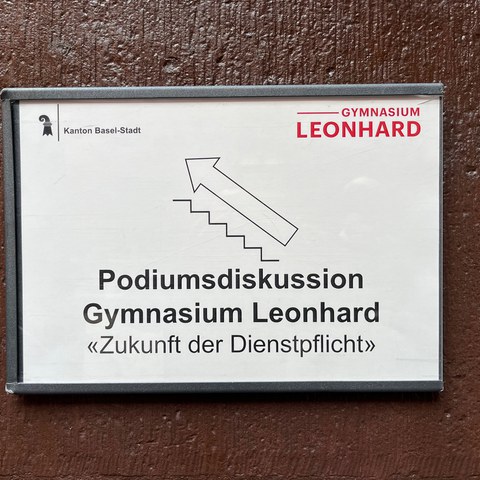 Kanton Basel-Stadt
GYMNASIUM
LEONHARD
Podiumsdiskussion
Gymnasium Leonhard
«Zukunft der Dienstpflicht»